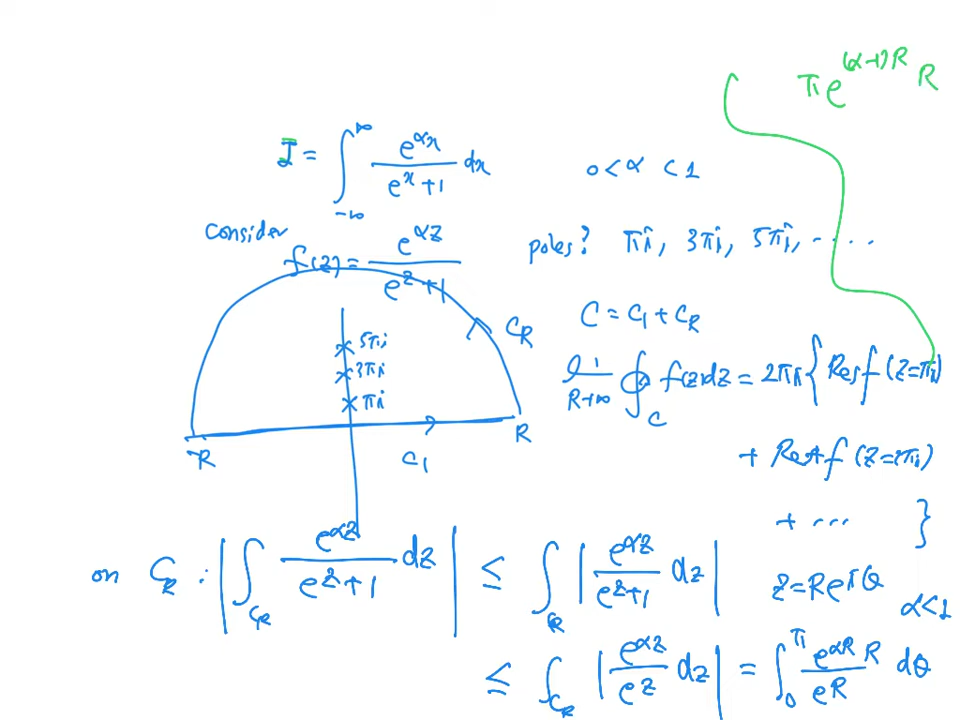 πe^{(α-1)R} R
I = ∫_{-∞}^{∞} e^{αx}/(e^x + 1) dx    0 < α < 1
Consider
f(z) = e^{αz}/(e^z + 1)    poles? πi, 3πi, 5πi, .....
C = C_1 + C_R
C_R
5πi
3πi
πi
-R    C_1    R
l_{R→∞} ∮_C f(z)dz = 2πi { Res f (z=πi)
+ Res f (z=3πi)
+ ... }
on C_R : |∫_{C_R} e^{αz}/(e^z + 1) dz| ≤ ∫_{C_R} |e^{αz}/(e^z + 1) dz|    z = Re^{iθ}
α<1
≤ ∫_{C_R} |e^{αz}/e^z dz| = ∫_0^π e^{αR} R/e^R dθ